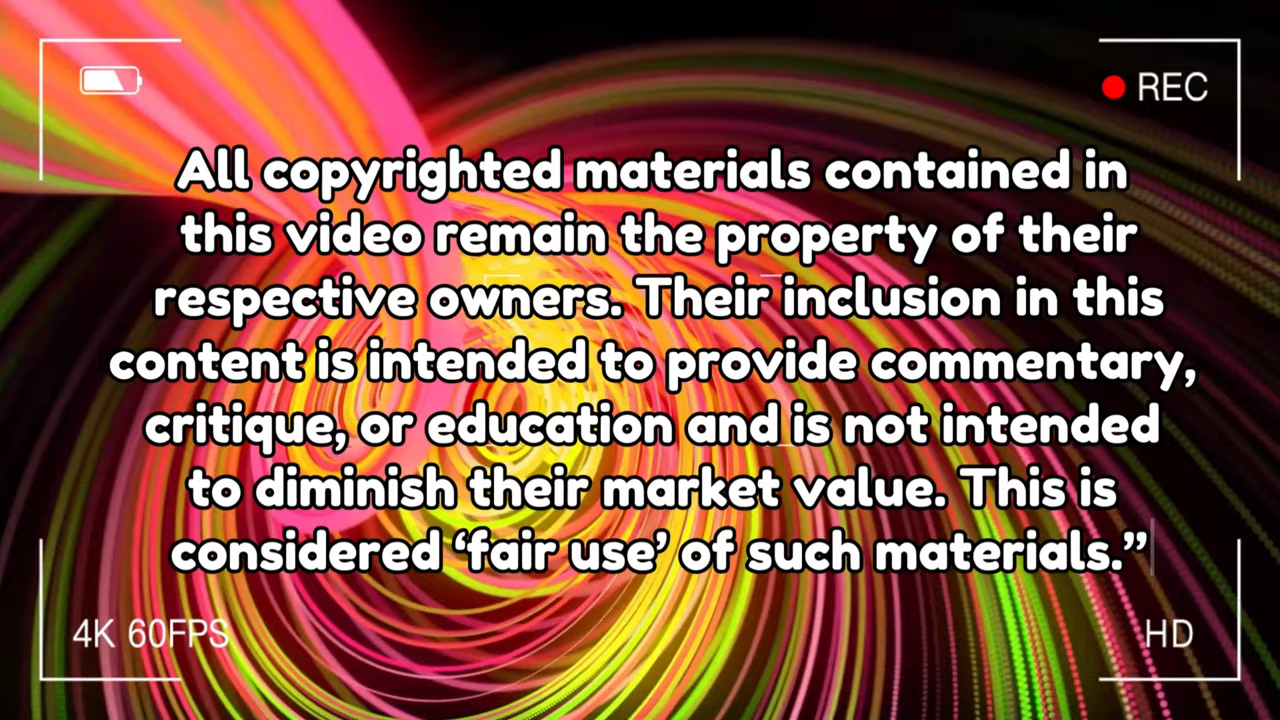 REC
All copyrighted materials contained in
this video remain the property of their
respective owners. Their inclusion in this
content is intended to provide commentary,
critique, or education and is not intended
to diminish their market value. This is
considered ‘fair use’ of such materials.”
4K 60FPS
HD